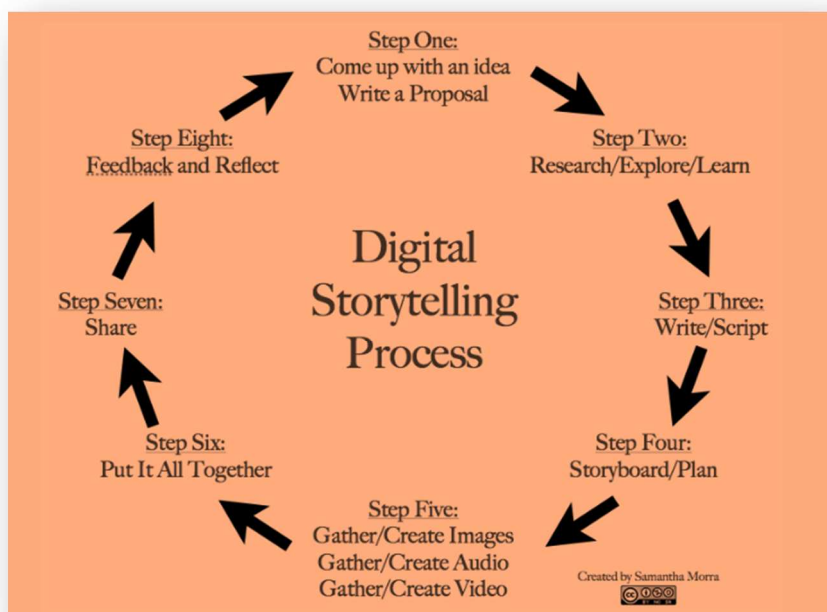 Step One:
Come up with an idea
Write a Proposal
Step Two:
Research/Explore/Learn
Step Three:
Write/Script
Step Four:
Storyboard/Plan
Step Five:
Gather/Create Images
Gather/Create Audio
Gather/Create Video
Step Six:
Put It All Together
Step Seven:
Share
Step Eight:
Feedback and Reflect
Digital
Storytelling
Process
Created by Samantha Morra